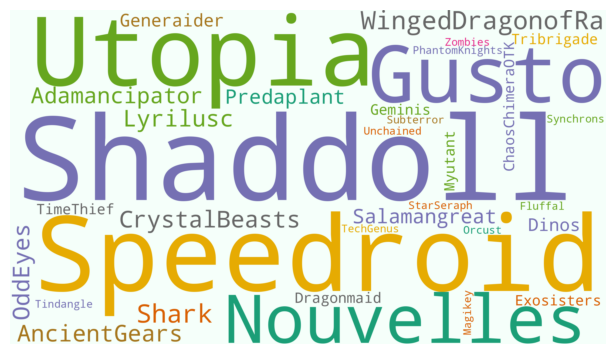 Generaider
WingedDragonofRa
Utopia
Zombies
Tribrigade
PhantomKnights
Gusto
ChaosChimeraOTK
Adamancipator
Predaplant
Geminis
Lyrilusc
Subterror
Synchrons
Unchained
Shaddoll
Myutant
TimeThief
CrystalBeasts
StarSeraph
Fluffal
Salamangreat
Dinos
OddEyes
Speedroid
TechGenus
Orcust
Tindangle
Dragonmaid
Magikey
Exosisters
Shark
Nouvelles
AncientGears